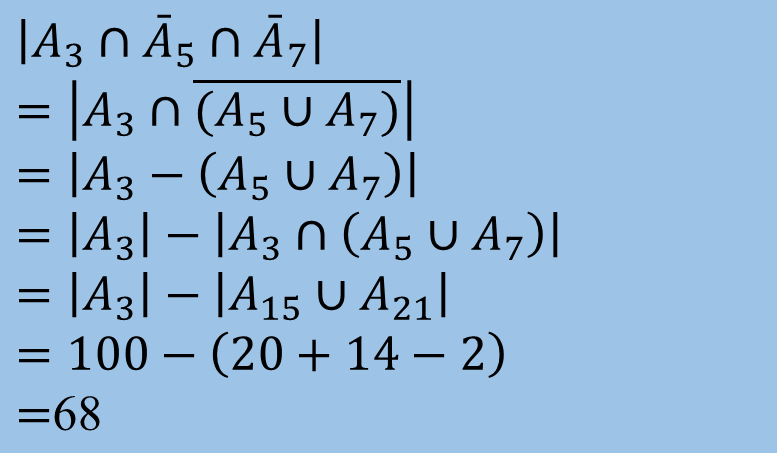 |A₃ ∩ Ā₅ ∩ Ā₇|
= |A₃ ∩ \overline{(A₅ ∪ A₇)}|
= |A₃ − (A₅ ∪ A₇)|
= |A₃| − |A₃ ∩ (A₅ ∪ A₇)|
= |A₃| − |A₁₅ ∪ A₂₁|
= 100 − (20 + 14 − 2)
=68